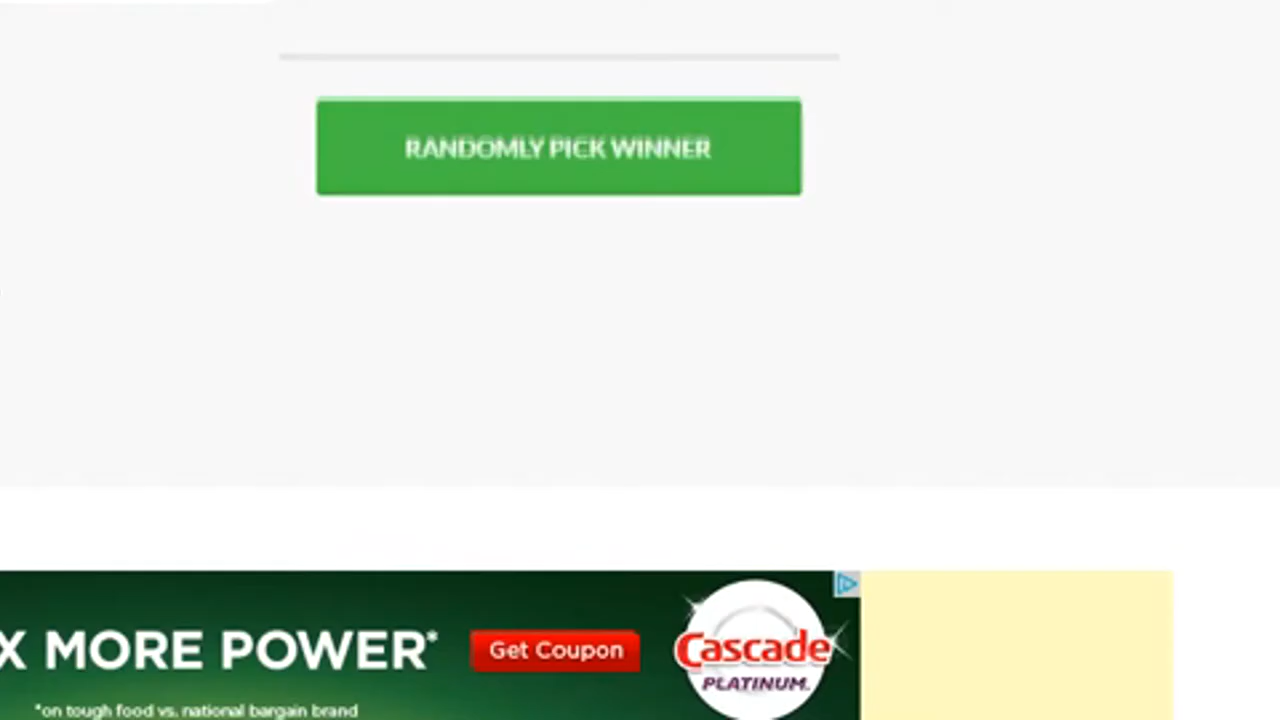 RANDOMLY PICK WINNER
X MORE POWER*
Get Coupon
Cascade
PLATINUM.
*on tough food vs. national bargain brand